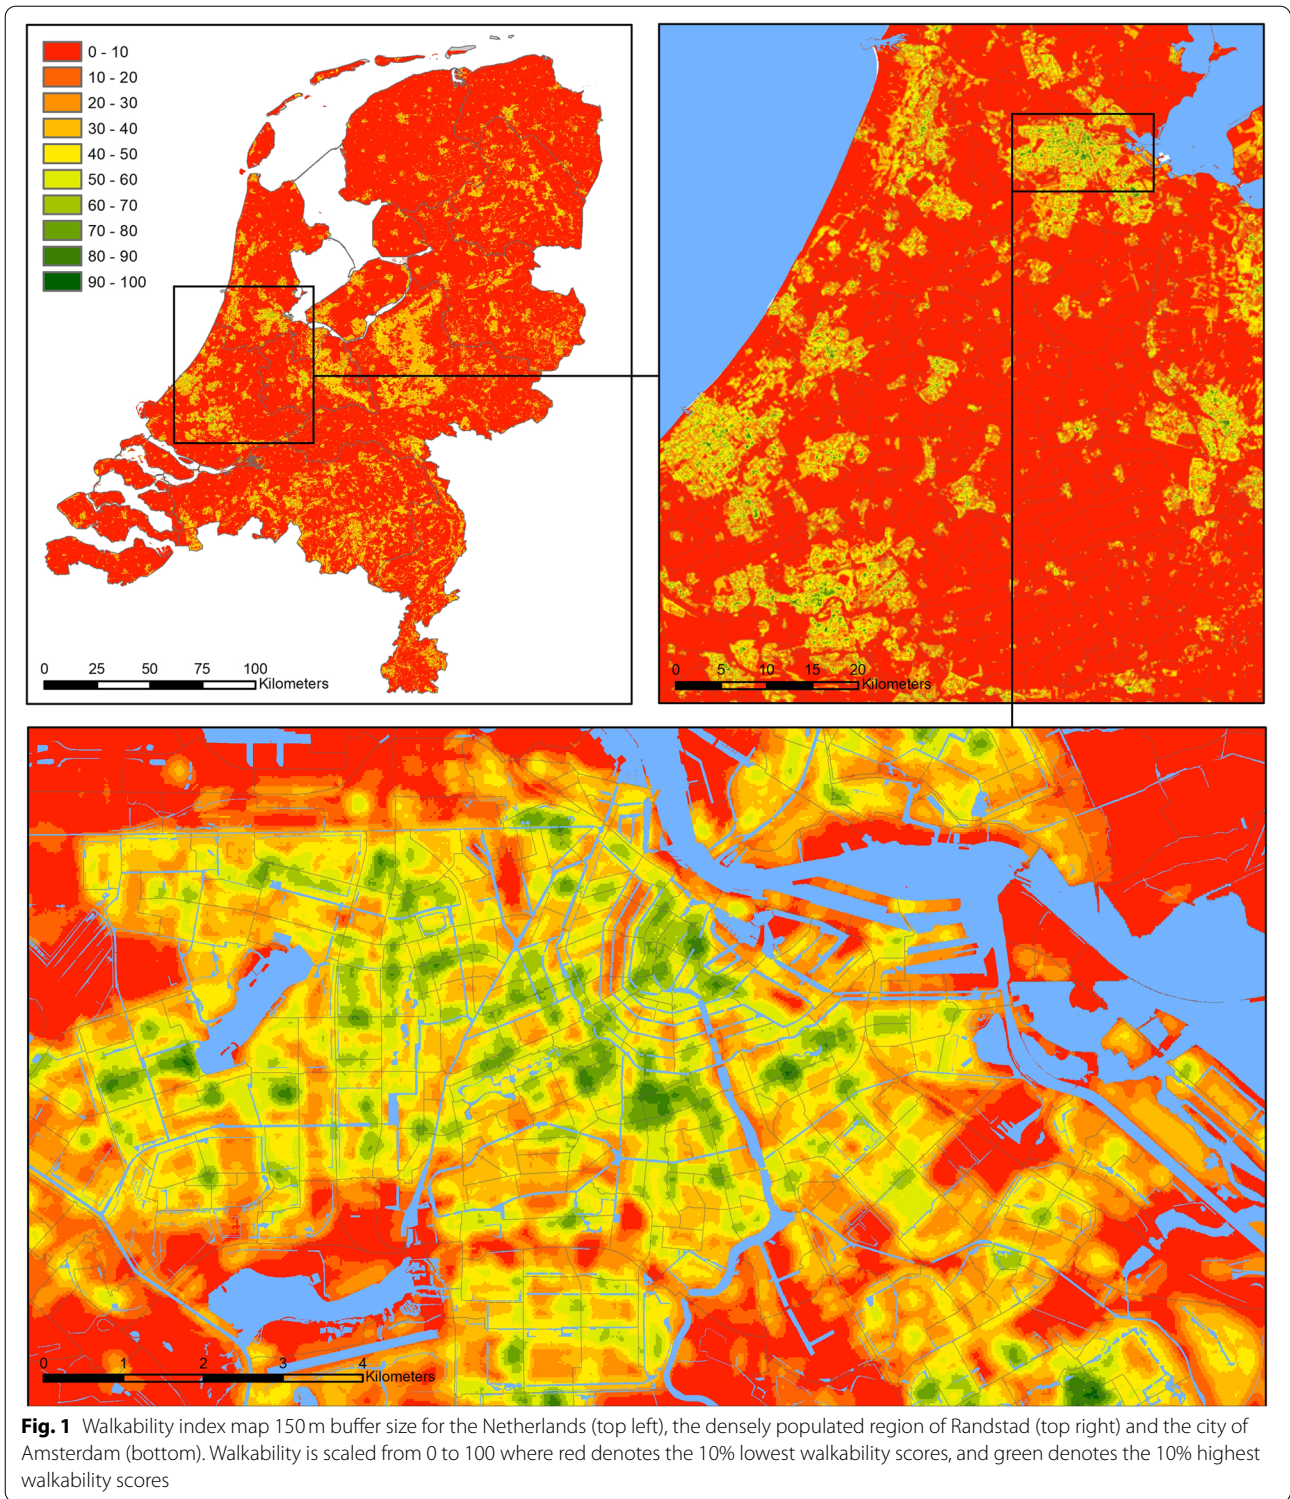 0 - 10
10 - 20
20 - 30
30 - 40
40 - 50
50 - 60
60 - 70
70 - 80
80 - 90
90 - 100
0 25 50 75 100
Kilometers
0 5 10 15 20
Kilometers
0 1 2 3 4
Kilometers
Fig. 1 Walkability index map 150 m buffer size for the Netherlands (top left), the densely populated region of Randstad (top right) and the city of
Amsterdam (bottom). Walkability is scaled from 0 to 100 where red denotes the 10% lowest walkability scores, and green denotes the 10% highest
walkability scores